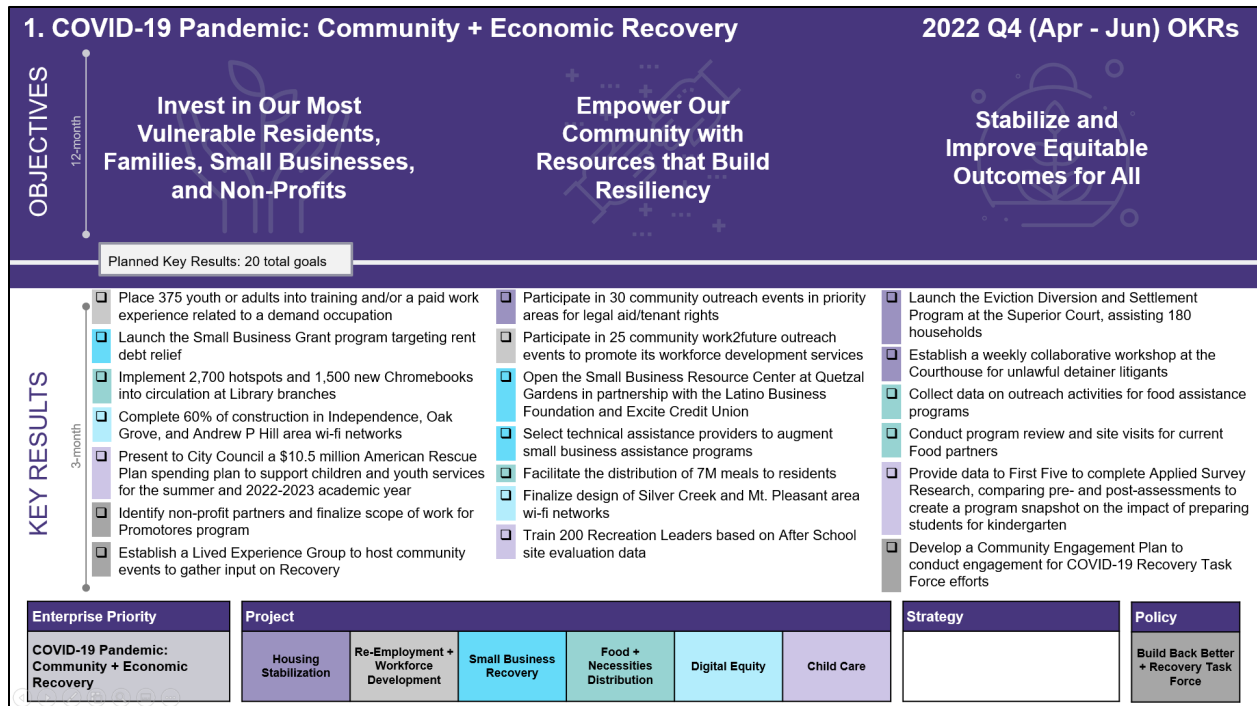 1. COVID-19 Pandemic: Community + Economic Recovery
2022 Q4 (Apr - Jun) OKRs
OBJECTIVES
12-month
Invest in Our Most
Vulnerable Residents,
Families, Small Businesses,
and Non-Profits
Empower Our
Community with
Resources that Build
Resiliency
Stabilize and
Improve Equitable
Outcomes for All
Planned Key Results: 20 total goals
KEY RESULTS
3-month
Place 375 youth or adults into training and/or a paid work
experience related to a demand occupation
Launch the Small Business Grant program targeting rent
debt relief
Implement 2,700 hotspots and 1,500 new Chromebooks
into circulation at Library branches
Complete 60% of construction in Independence, Oak
Grove, and Andrew P Hill area wi-fi networks
Present to City Council a $10.5 million American Rescue
Plan spending plan to support children and youth services
for the summer and 2022-2023 academic year
Identify non-profit partners and finalize scope of work for
Promotores program
Establish a Lived Experience Group to host community
events to gather input on Recovery
Participate in 30 community outreach events in priority
areas for legal aid/tenant rights
Participate in 25 community work2future outreach
events to promote its workforce development services
Open the Small Business Resource Center at Quetzal
Gardens in partnership with the Latino Business
Foundation and Excite Credit Union
Select technical assistance providers to augment
small business assistance programs
Facilitate the distribution of 7M meals to residents
Finalize design of Silver Creek and Mt. Pleasant area
wi-fi networks
Train 200 Recreation Leaders based on After School
site evaluation data
Launch the Eviction Diversion and Settlement
Program at the Superior Court, assisting 180
households
Establish a weekly collaborative workshop at the
Courthouse for unlawful detainer litigants
Collect data on outreach activities for food assistance
programs
Conduct program review and site visits for current
Food partners
Provide data to First Five to complete Applied Survey
Research, comparing pre- and post-assessments to
create a program snapshot on the impact of preparing
students for kindergarten
Develop a Community Engagement Plan to
conduct engagement for COVID-19 Recovery Task
Force efforts
Enterprise Priority
COVID-19 Pandemic:
Community + Economic
Recovery
Project
Housing
Stabilization
Re-Employment +
Workforce
Development
Small Business
Recovery
Food +
Necessities
Distribution
Digital Equity
Child Care
Strategy
Policy
Build Back Better
+ Recovery Task
Force